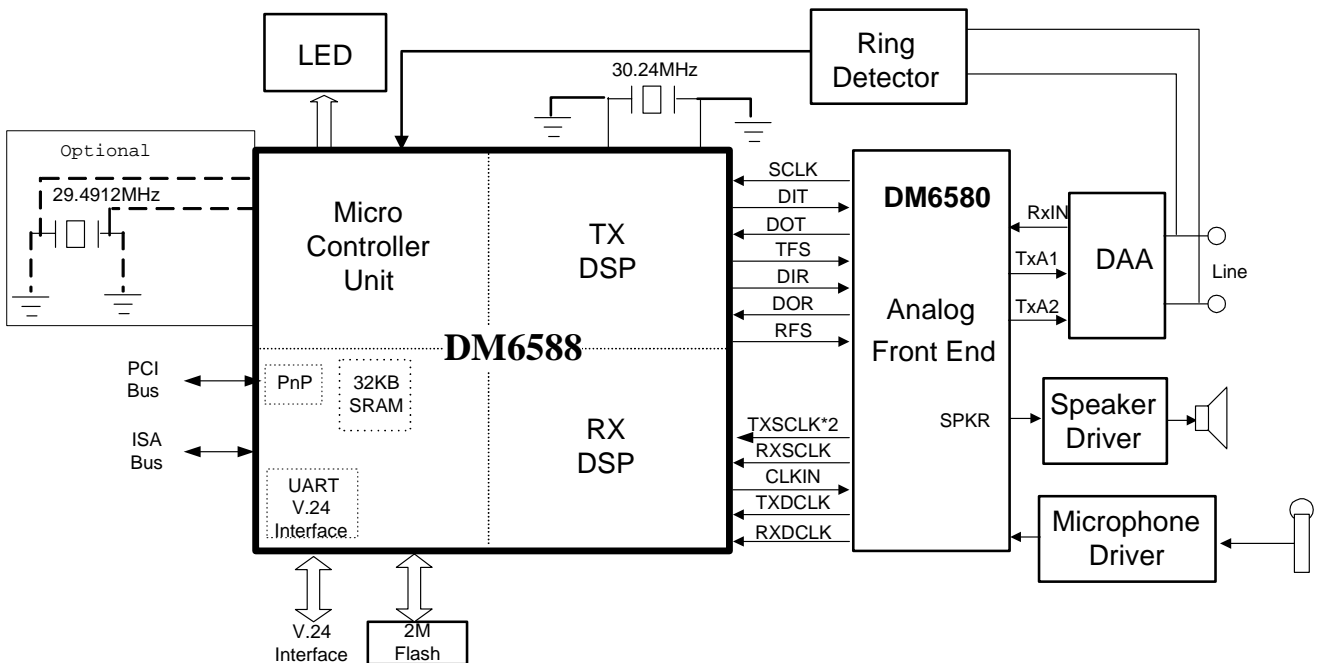 LED
Ring
Detector
30.24MHz
Optional
29.4912MHz
Micro
Controller
Unit
TX
DSP
SCLK
DIT
DOT
TFS
DIR
DOR
RFS
DM6580
Analog
Front End
RxIN
TxA1
TxA2
DAA
Line
DM6588
PCI
Bus
PnP
32KB
SRAM
ISA
Bus
RX
DSP
TXSCLK*2
RXSCLK
CLKIN
TXDCLK
RXDCLK
SPKR
Speaker
Driver
UART
V.24
Interface
Microphone
Driver
V.24
Interface
2M
Flash